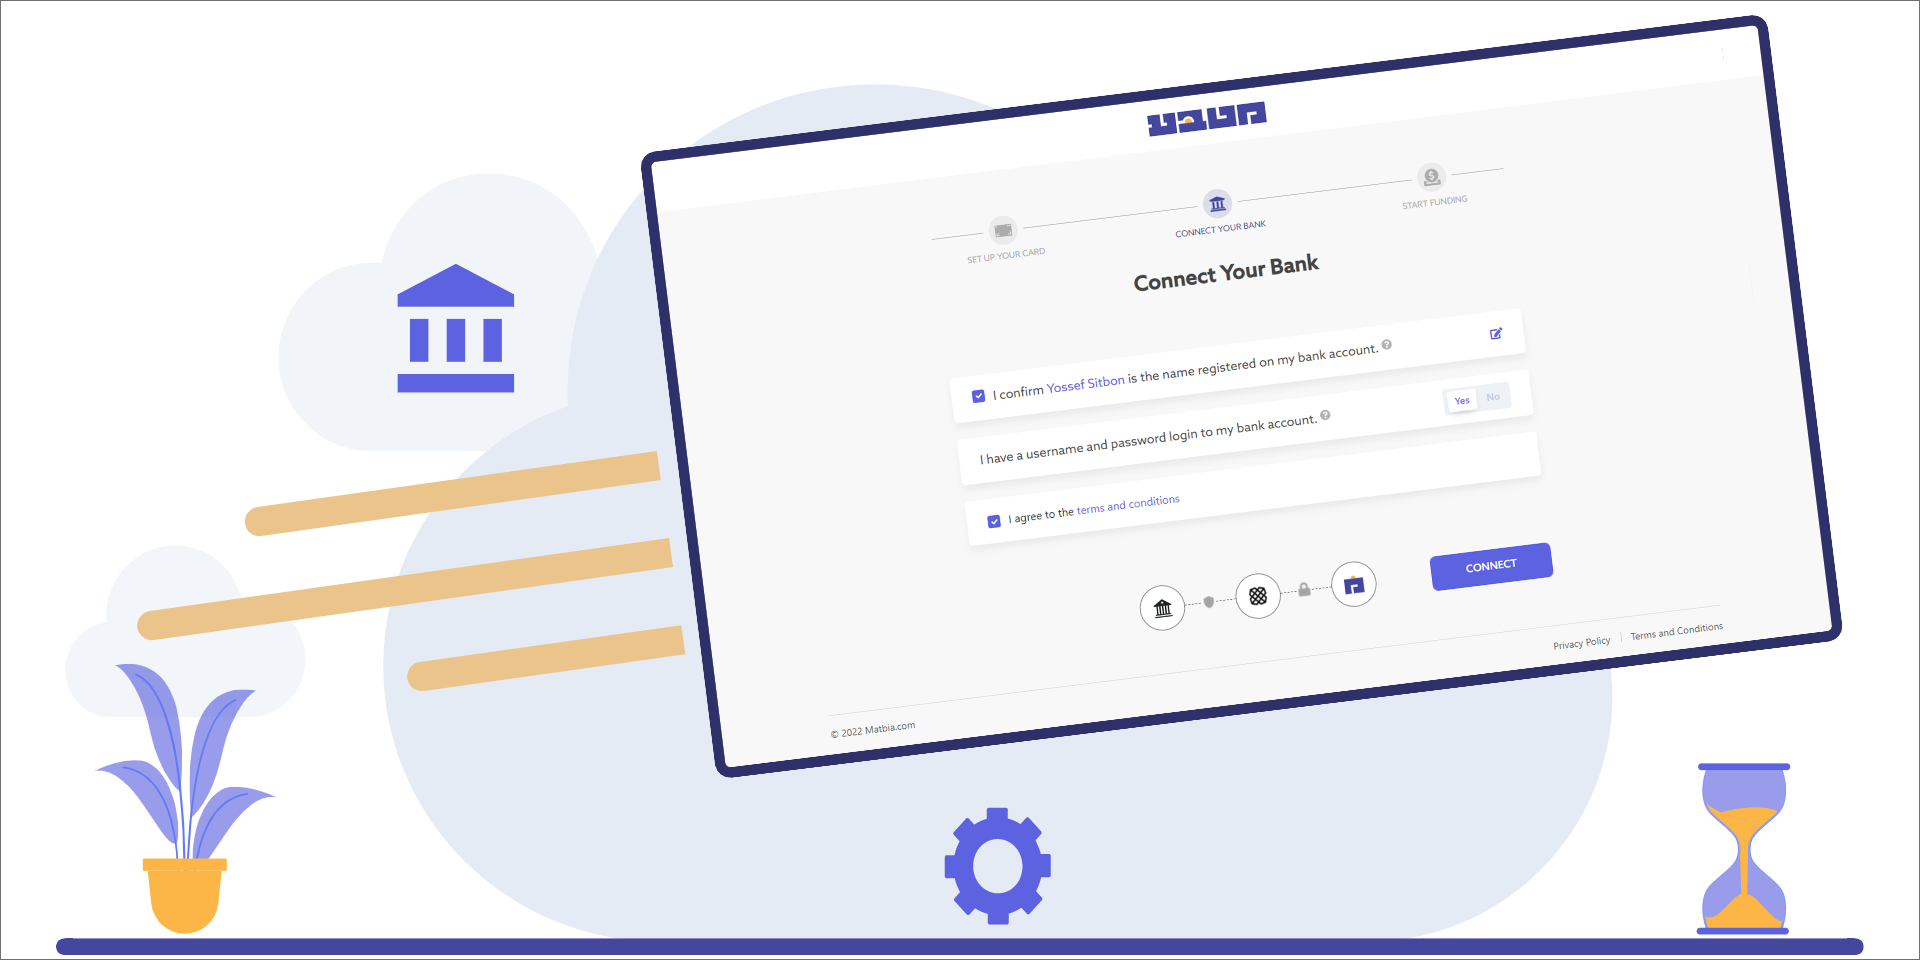 מטביה
SET UP YOUR CARD
CONNECT YOUR BANK
START FUNDING
Connect Your Bank
I confirm Yossef Sitbon is the name registered on my bank account. ?
I have a username and password login to my bank account. ?
Yes No
I agree to the terms and conditions
CONNECT
Privacy Policy | Terms and Conditions
© 2022 Matbia.com